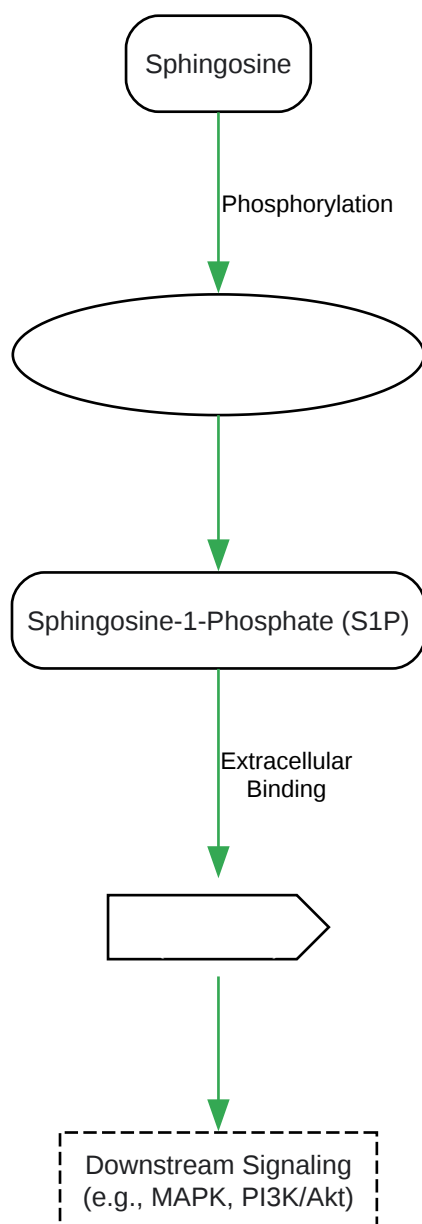 Sphingosine
Phosphorylation
Sphingosine-1-Phosphate (S1P)
Extracellular
Binding
Downstream Signaling
(e.g., MAPK, PI3K/Akt)